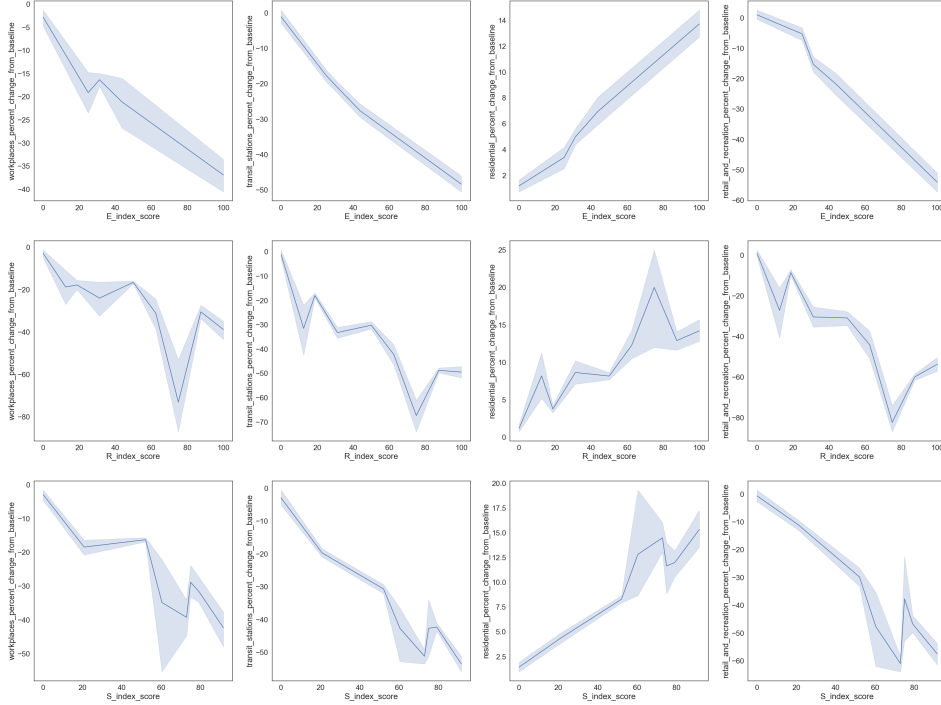 workplaces_percent_change_from_baseline
0
−5
−10
−15
−20
−25
−30
−35
−40
0 20 40 60 80 100
E_index_score
transit_stations_percent_change_from_baseline
0
−10
−20
−30
−40
−50
0 20 40 60 80 100
E_index_score
residential_percent_change_from_baseline
14
12
10
8
6
4
2
0 20 40 60 80 100
E_index_score
retail_and_recreation_percent_change_from_baseline
0
−10
−20
−30
−40
−50
−60
0 20 40 60 80 100
E_index_score
workplaces_percent_change_from_baseline
0
−20
−40
−60
−80
0 20 40 60 80 100
R_index_score
transit_stations_percent_change_from_baseline
0
−10
−20
−30
−40
−50
−60
−70
0 20 40 60 80 100
R_index_score
residential_percent_change_from_baseline
25
20
15
10
5
0
0 20 40 60 80 100
R_index_score
retail_and_recreation_percent_change_from_baseline
0
−20
−40
−60
−80
0 20 40 60 80 100
R_index_score
workplaces_percent_change_from_baseline
0
−10
−20
−30
−40
−50
0 20 40 60 80
S_index_score
transit_stations_percent_change_from_baseline
0
−10
−20
−30
−40
−50
0 20 40 60 80
S_index_score
residential_percent_change_from_baseline
20.0
17.5
15.0
12.5
10.0
7.5
5.0
2.5
0 20 40 60 80
S_index_score
retail_and_recreation_percent_change_from_baseline
0
−10
−20
−30
−40
−50
−60
0 20 40 60 80
S_index_score